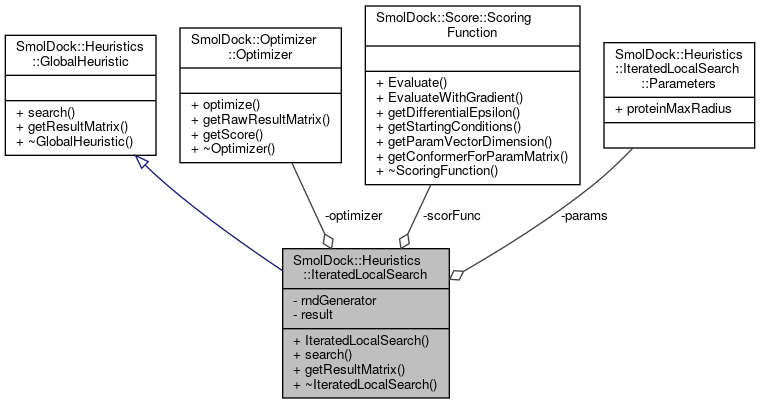 SmolDock::Heuristics
::GlobalHeuristic
+ search()
+ getResultMatrix()
+ ~GlobalHeuristic()
SmolDock::Optimizer
::Optimizer
+ optimize()
+ getRawResultMatrix()
+ getScore()
+ ~Optimizer()
SmolDock::Score::Scoring
Function
+ Evaluate()
+ EvaluateWithGradient()
+ getDifferentialEpsilon()
+ getStartingConditions()
+ getParamVectorDimension()
+ getConformerForParamMatrix()
+ ~ScoringFunction()
SmolDock::Heuristics
::IteratedLocalSearch
::Parameters
+ proteinMaxRadius
-optimizer
-scorFunc
-params
SmolDock::Heuristics
::IteratedLocalSearch
- rndGenerator
- result
+ IteratedLocalSearch()
+ search()
+ getResultMatrix()
+ ~IteratedLocalSearch()